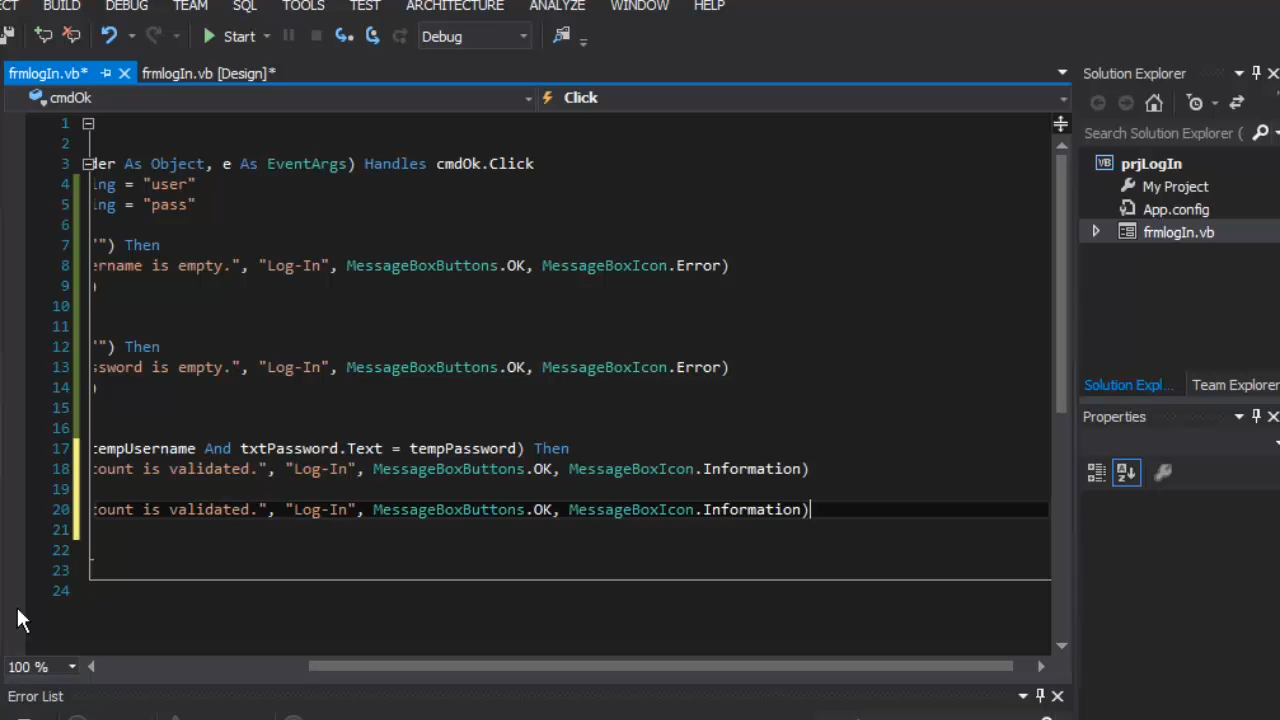 BUILD DEBUG TEAM SQL TOOLS TEST ARCHITECTURE ANALYZE WINDOW HELP
Start Debug
frmlogIn.vb* frmlogIn.vb [Design]*
cmdOk Click
1
2
3 der As Object, e As EventArgs) Handles cmdOk.Click
4 ing = "user"
5 ing = "pass"
6
7 "") Then
8 ername is empty.", "Log-In", MessageBoxButtons.OK, MessageBoxIcon.Error)
9 )
10
11
12 "") Then
13 ssword is empty.", "Log-In", MessageBoxButtons.OK, MessageBoxIcon.Error)
14 )
15
16
17 tempUsername And txtPassword.Text = tempPassword) Then
18 count is validated.", "Log-In", MessageBoxButtons.OK, MessageBoxIcon.Information)
19
20 count is validated.", "Log-In", MessageBoxButtons.OK, MessageBoxIcon.Information)
21
22
23
24
100 %
Error List
Solution Explorer
Search Solution Explorer (
VB prjLogIn
My Project
App.config
frmlogIn.vb
Solution Expl... Team Explorer
Properties